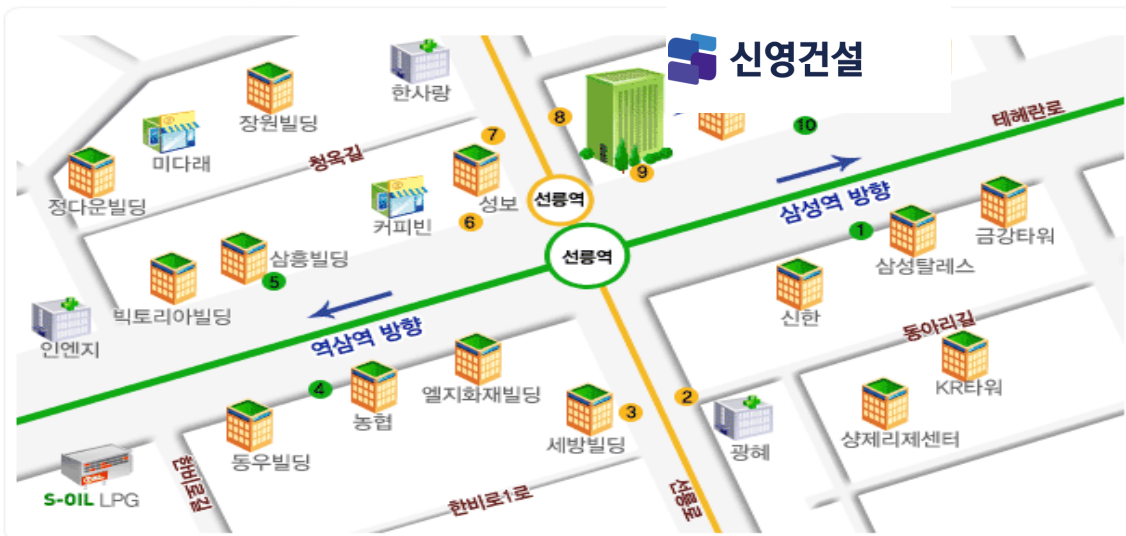 신영건설
한사랑
장원빌딩
8
10
테헤란로
7
미다래
청옥길
9
정다운빌딩
성보
선릉역
삼성역 방향
커피빈
6
1
금강타워
선릉역
삼성탈레스
삼흥빌딩
5
빅토리아빌딩
신한
인엔지
역삼역 방향
동아리길
4
엘지화재빌딩
KR타워
농협
2
3
세방빌딩
광혜
샹제리제센터
동우빌딩
S-OIL LPG
한비로길
한비로1로
선릉로